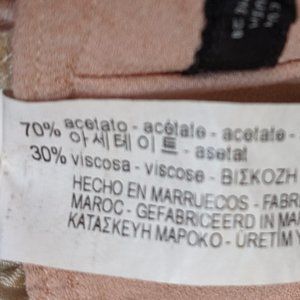 70% acetato - acétate - acetate -
아세테이트 - asetat
30% viscosa - viscose - ΒΙΣΚΟΖΗ
HECHO EN MARRUECOS - FABR
MAROC - GEFABRICEERD IN MA
ΚΑΤΑΣΚΕΥΗ ΜΑΡΟΚΟ - ÜRETİM Y